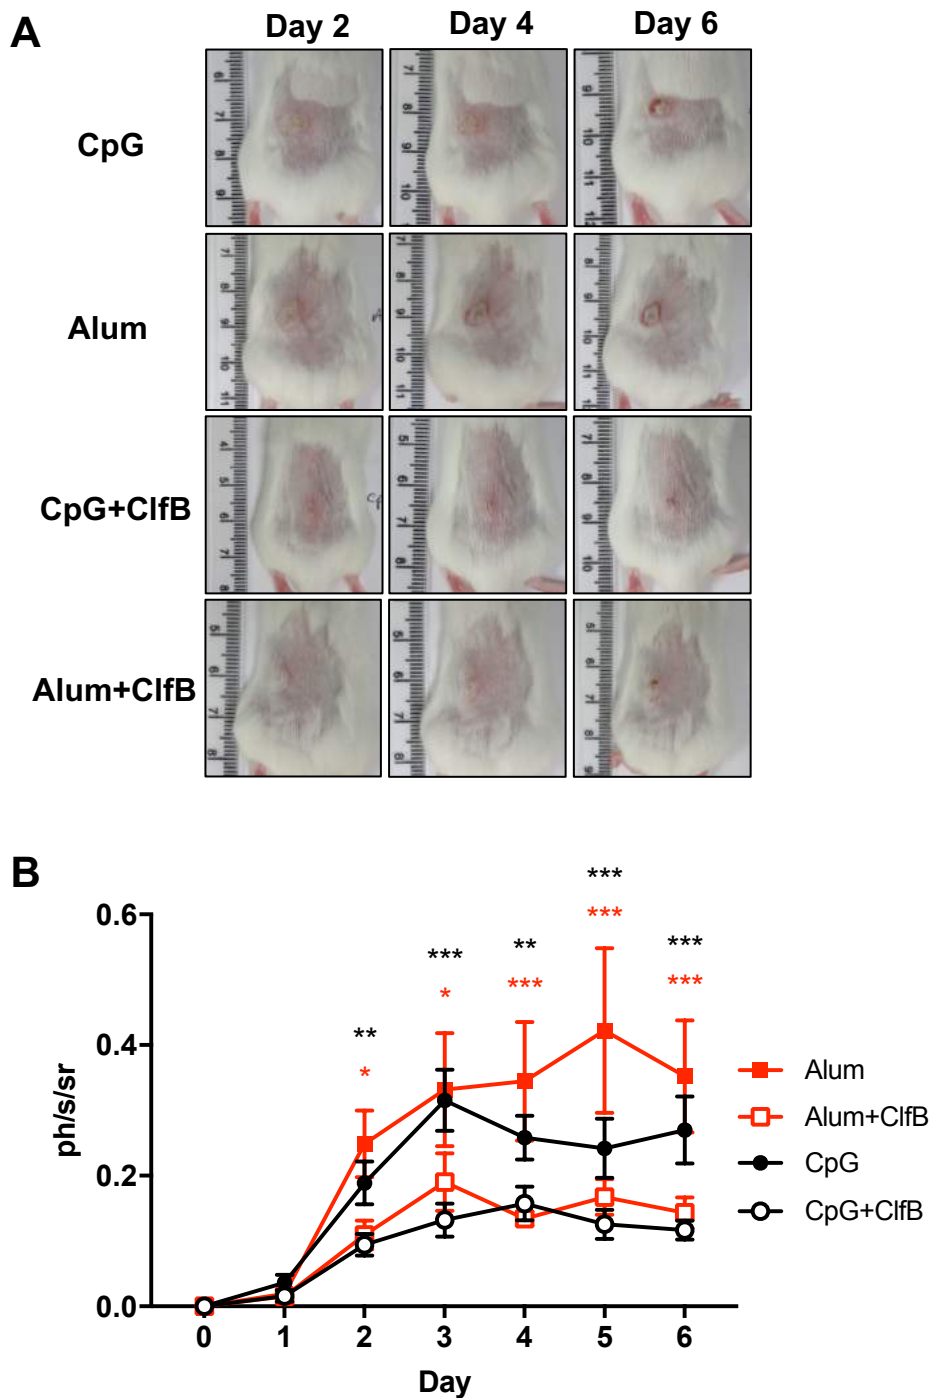 A
Day 2 Day 4 Day 6
CpG
Alum
CpG+ClfB
Alum+ClfB
B
*** 
***
*** ** ***
* *** ***
**
*
0.6
0.4
0.2
0.0
ph/s/sr
0 1 2 3 4 5 6
Day
Alum
Alum+ClfB
CpG
CpG+ClfB